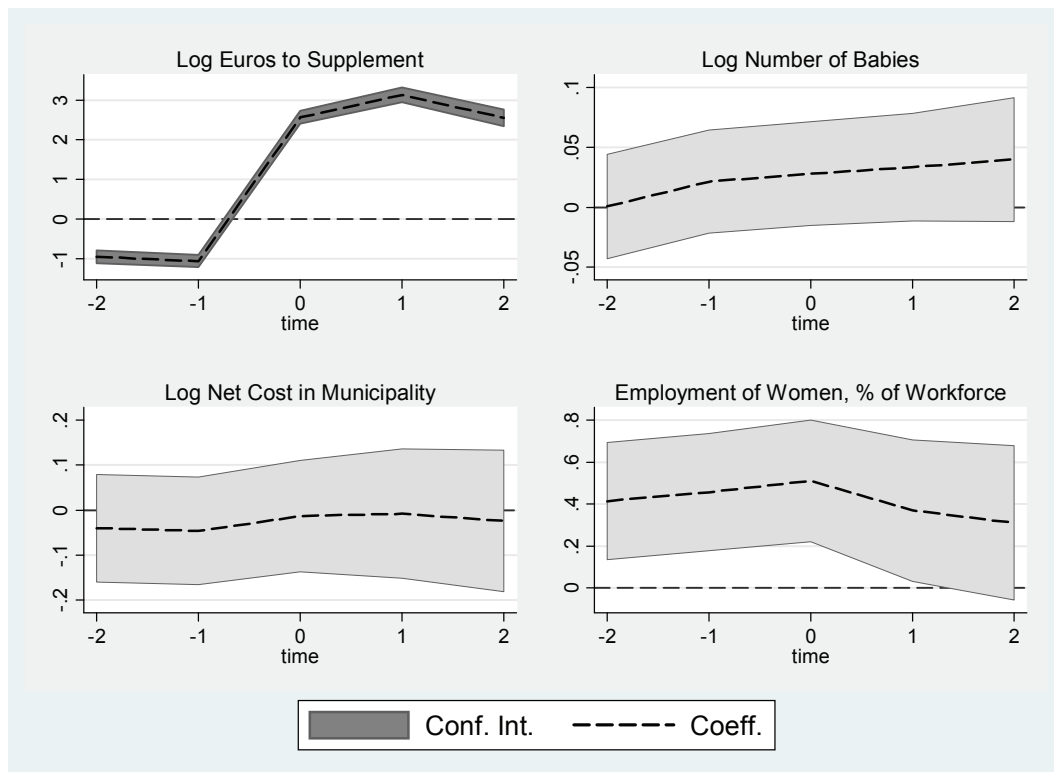 Log Euros to Supplement
3
2
1
0
-1
-2 -1 0 1 2
time
Log Number of Babies
.1
.05
0
-.05
-2 -1 0 1 2
time
Log Net Cost in Municipality
.2
.1
0
-.1
-.2
-2 -1 0 1 2
time
Employment of Women, % of Workforce
.8
.6
.4
.2
0
-2 -1 0 1 2
time
Conf. Int. Coeff.